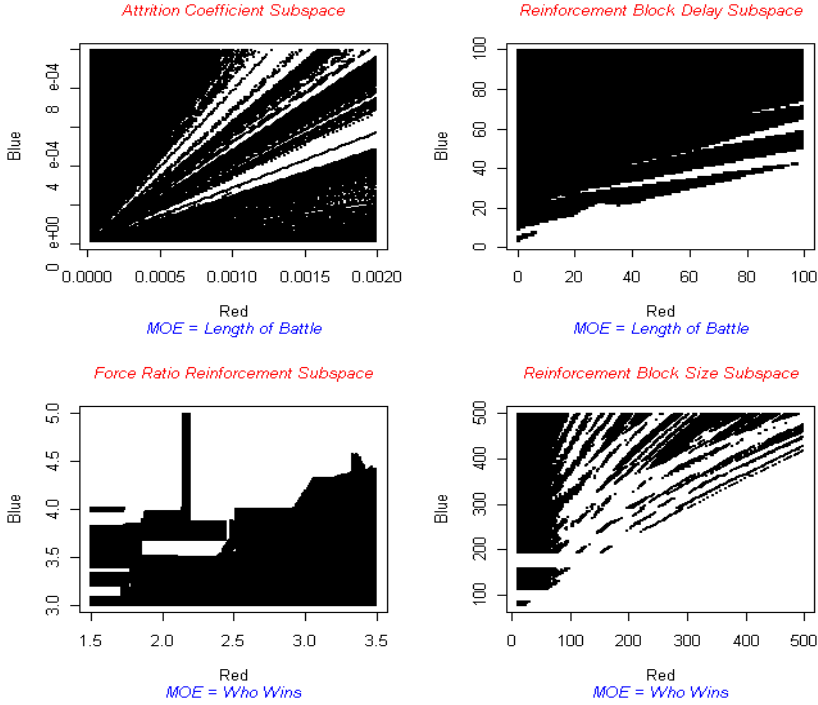 Attrition Coefficient Subspace
Blue
e-04
8
e-04
4
e+00
0
0.0000 0.0005 0.0010 0.0015 0.0020
Red
MOE = Length of Battle
Reinforcement Block Delay Subspace
Blue
100
80
60
40
20
0
0 20 40 60 80 100
Red
MOE = Length of Battle
Force Ratio Reinforcement Subspace
Blue
5.0
4.5
4.0
3.5
3.0
1.5 2.0 2.5 3.0 3.5
Red
MOE = Who Wins
Reinforcement Block Size Subspace
Blue
500
400
300
200
100
0 100 200 300 400 500
Red
MOE = Who Wins